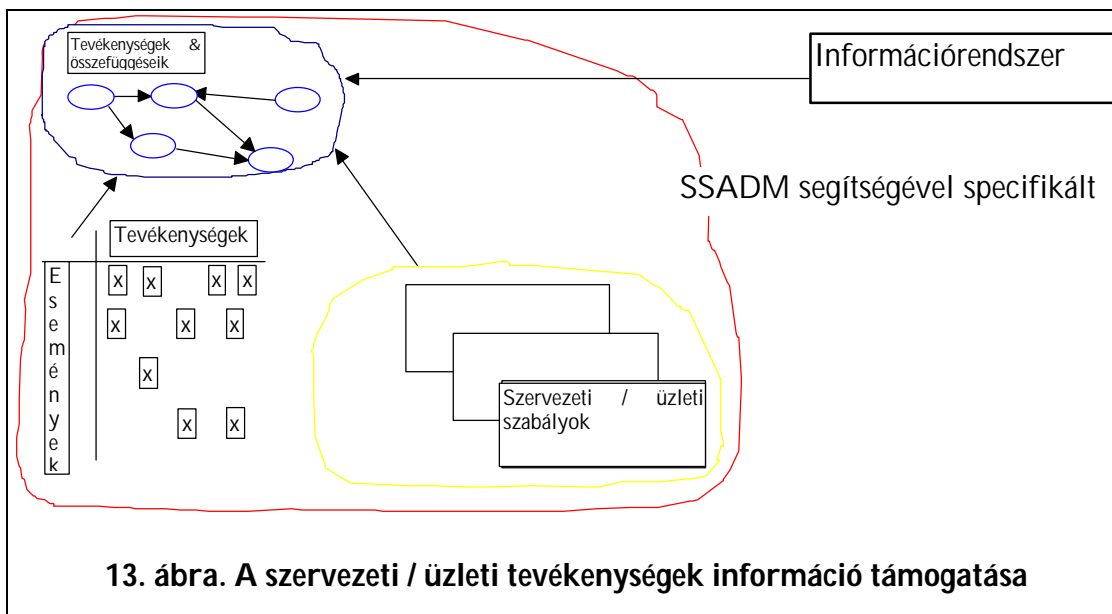 Tevékenységek &
összefüggéseik
Információrendszer
SSADM segítségével specifikált
Tevékenységek
E
s
e
m
é
n
y
e
k
x x x x
x x x
x
x x
Szervezeti / üzleti
szabályok
13. ábra. A szervezeti / üzleti tevékenységek információ támogatása